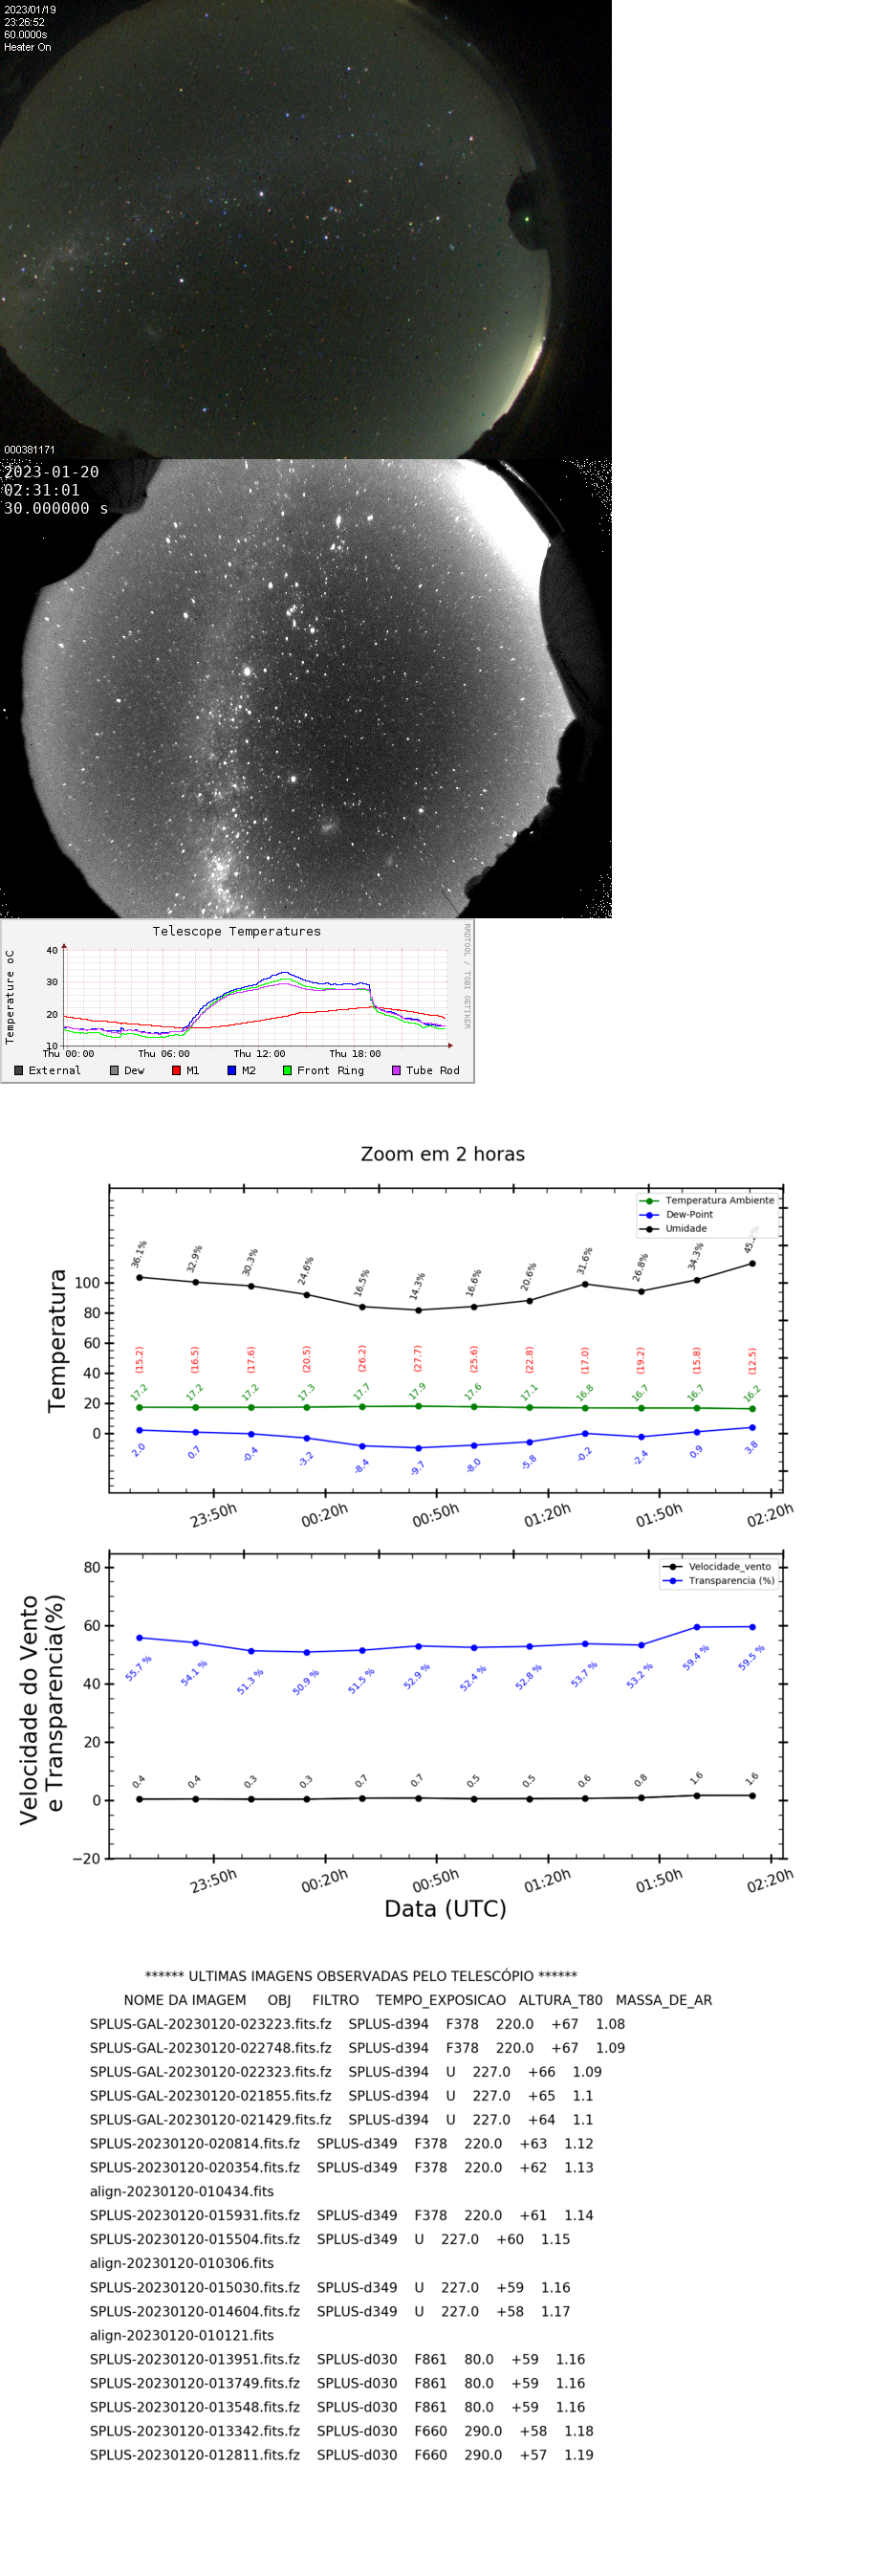 2023/01/19
23:26:52
60.0000s
Heater On
000381171
2023-01-20
02:31:01
30.000000 s
Telescope Temperatures
RRDTOOL / TOBI OETIKER
Temperature oC
40
30
20
10
Thu 00:00 Thu 06:00 Thu 12:00 Thu 18:00
External Dew M1 M2 Front Ring Tube Rod
Zoom em 2 horas
Temperatura Ambiente
Dew-Point
Umidade
Temperatura
100
80
60
40
20
0
36.1% 32.9% 30.3% 24.6% 16.5% 14.3% 16.6% 20.6% 31.6% 26.8% 34.3%
(15.2) (16.5) (17.6) (20.5) (26.2) (27.7) (25.6) (22.8) (17.0) (19.2) (15.8) (12.5)
17.2 17.2 17.2 17.3 17.7 17.9 17.6 17.1 16.8 16.7 16.7 16.2
2.0 0.7 -0.4 -3.2 -8.4 -9.7 -8.0 -5.8 -0.2 -2.4 0.9 3.8
23:50h 00:20h 00:50h 01:20h 01:50h 02:20h
Velocidade_vento
Transparencia (%)
Velocidade do Vento
e Transparencia(%)
80
60
40
20
0
−20
55.7 % 54.1 % 51.3 % 50.9 % 51.5 % 52.9 % 52.4 % 52.8 % 53.7 % 53.2 % 59.4 % 59.5 %
0.4 0.4 0.3 0.3 0.7 0.7 0.5 0.5 0.6 0.8 1.6 1.6
23:50h 00:20h 00:50h 01:20h 01:50h 02:20h
Data (UTC)
****** ULTIMAS IMAGENS OBSERVADAS PELO TELESCÓPIO ******
NOME DA IMAGEM OBJ FILTRO TEMPO_EXPOSICAO ALTURA_T80 MASSA_DE_AR
SPLUS-GAL-20230120-023223.fits.fz SPLUS-d394 F378 220.0 +67 1.08
SPLUS-GAL-20230120-022748.fits.fz SPLUS-d394 F378 220.0 +67 1.09
SPLUS-GAL-20230120-022323.fits.fz SPLUS-d394 U 227.0 +66 1.09
SPLUS-GAL-20230120-021855.fits.fz SPLUS-d394 U 227.0 +65 1.1
SPLUS-GAL-20230120-021429.fits.fz SPLUS-d394 U 227.0 +64 1.1
SPLUS-20230120-020814.fits.fz SPLUS-d349 F378 220.0 +63 1.12
SPLUS-20230120-020354.fits.fz SPLUS-d349 F378 220.0 +62 1.13
align-20230120-010434.fits
SPLUS-20230120-015931.fits.fz SPLUS-d349 F378 220.0 +61 1.14
SPLUS-20230120-015504.fits.fz SPLUS-d349 U 227.0 +60 1.15
align-20230120-010306.fits
SPLUS-20230120-015030.fits.fz SPLUS-d349 U 227.0 +59 1.16
SPLUS-20230120-014604.fits.fz SPLUS-d349 U 227.0 +58 1.17
align-20230120-010121.fits
SPLUS-20230120-013951.fits.fz SPLUS-d030 F861 80.0 +59 1.16
SPLUS-20230120-013749.fits.fz SPLUS-d030 F861 80.0 +59 1.16
SPLUS-20230120-013548.fits.fz SPLUS-d030 F861 80.0 +59 1.16
SPLUS-20230120-013342.fits.fz SPLUS-d030 F660 290.0 +58 1.18
SPLUS-20230120-012811.fits.fz SPLUS-d030 F660 290.0 +57 1.19